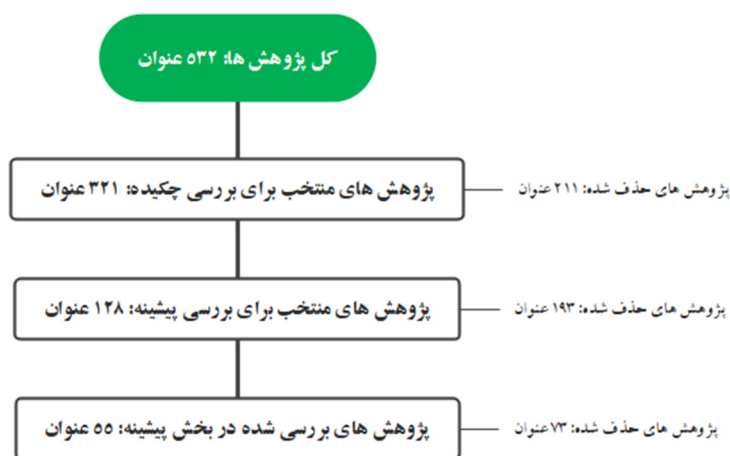 کل پژوهش ها: ۵۳۲ عنوان
پژوهش های منتخب برای بررسی چکیده: ۳۲۱ عنوان
پژوهش های حذف شده: ۲۱۱ عنوان
پژوهش های منتخب برای بررسی پیشینه: ۱۲۸ عنوان
پژوهش های حذف شده: ۱۹۳ عنوان
پژوهش های بررسی شده در بخش پیشینه: ۵۵ عنوان
پژوهش های حذف شده: ۷۳ عنوان